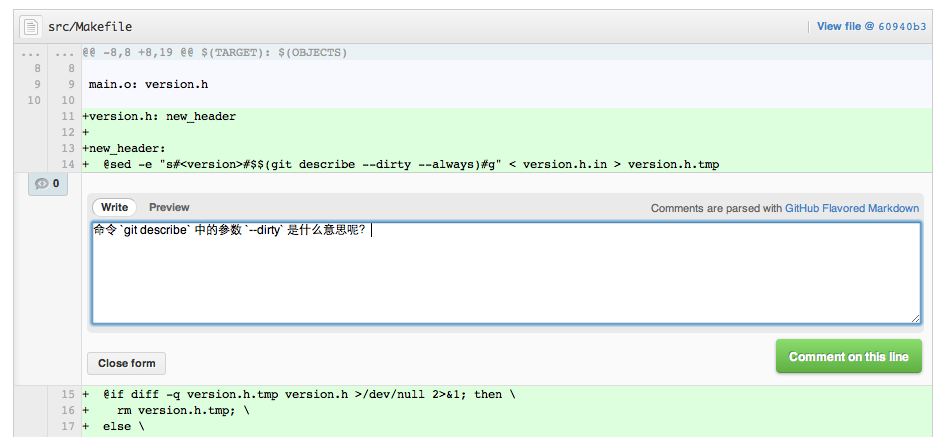 src/Makefile
View file @ 60940b3
... ... @@ -8,8 +8,19 @@ $(TARGET): $(OBJECTS)
8 8
9 9 main.o: version.h
10 10
11 +version.h: new_header
12 +
13 +new_header:
14 + @sed -e "s#<version>#$$(git describe --dirty --always)#g" < version.h.in > version.h.tmp
0
Write Preview Comments are parsed with GitHub Flavored Markdown
命令 `git describe` 中的参数 `--dirty` 是什么意思呢?
Close form
Comment on this line
15 + @if diff -q version.h.tmp version.h >/dev/null 2>&1; then \
16 + rm version.h.tmp; \
17 + else \